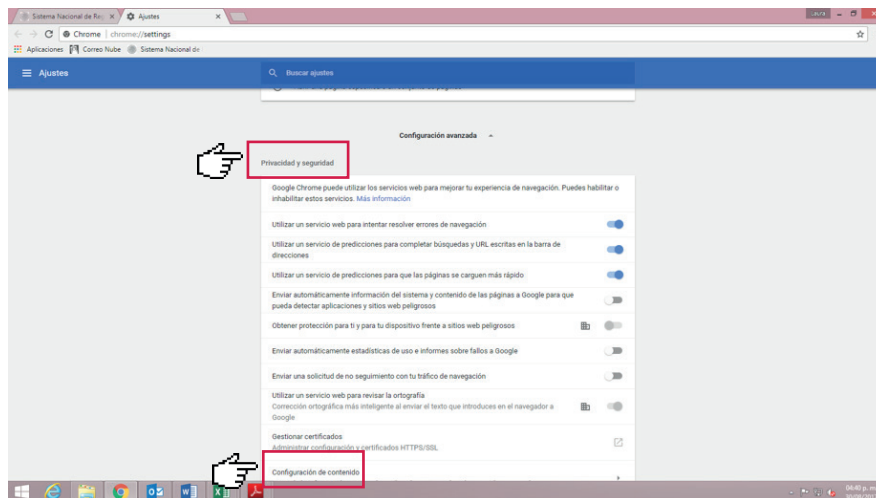 Sistema Nacional de Re
Ajustes
Chrome | chrome://settings
Aplicaciones Correo Nube Sistema Nacional de
Ajustes
Buscar ajustes
Configuración avanzada
Privacidad y seguridad
Google Chrome puede utilizar los servicios web para mejorar tu experiencia de navegación. Puedes habilitar o
inhabilitar estos servicios. Más información
Utilizar un servicio web para intentar resolver errores de navegación
Utilizar un servicio de predicciones para completar búsquedas y URL escritas en la barra de
direcciones
Utilizar un servicio de predicciones para que las páginas se carguen más rápido
Enviar automáticamente información del sistema y contenido de las páginas a Google para que
pueda detectar aplicaciones y sitios web peligrosos
Obtener protección para ti y para tu dispositivo frente a sitios web peligrosos
Enviar automáticamente estadísticas de uso e informes sobre fallos a Google
Enviar una solicitud de no seguimiento con tu tráfico de navegación
Utilizar un servicio web para revisar la ortografía
Corrección ortográfica más inteligente al enviar el texto que introduces en el navegador a
Google
Gestionar certificados
Administrar configuración y certificados HTTPS/SSL
Configuración de contenido
06:40 p. m.